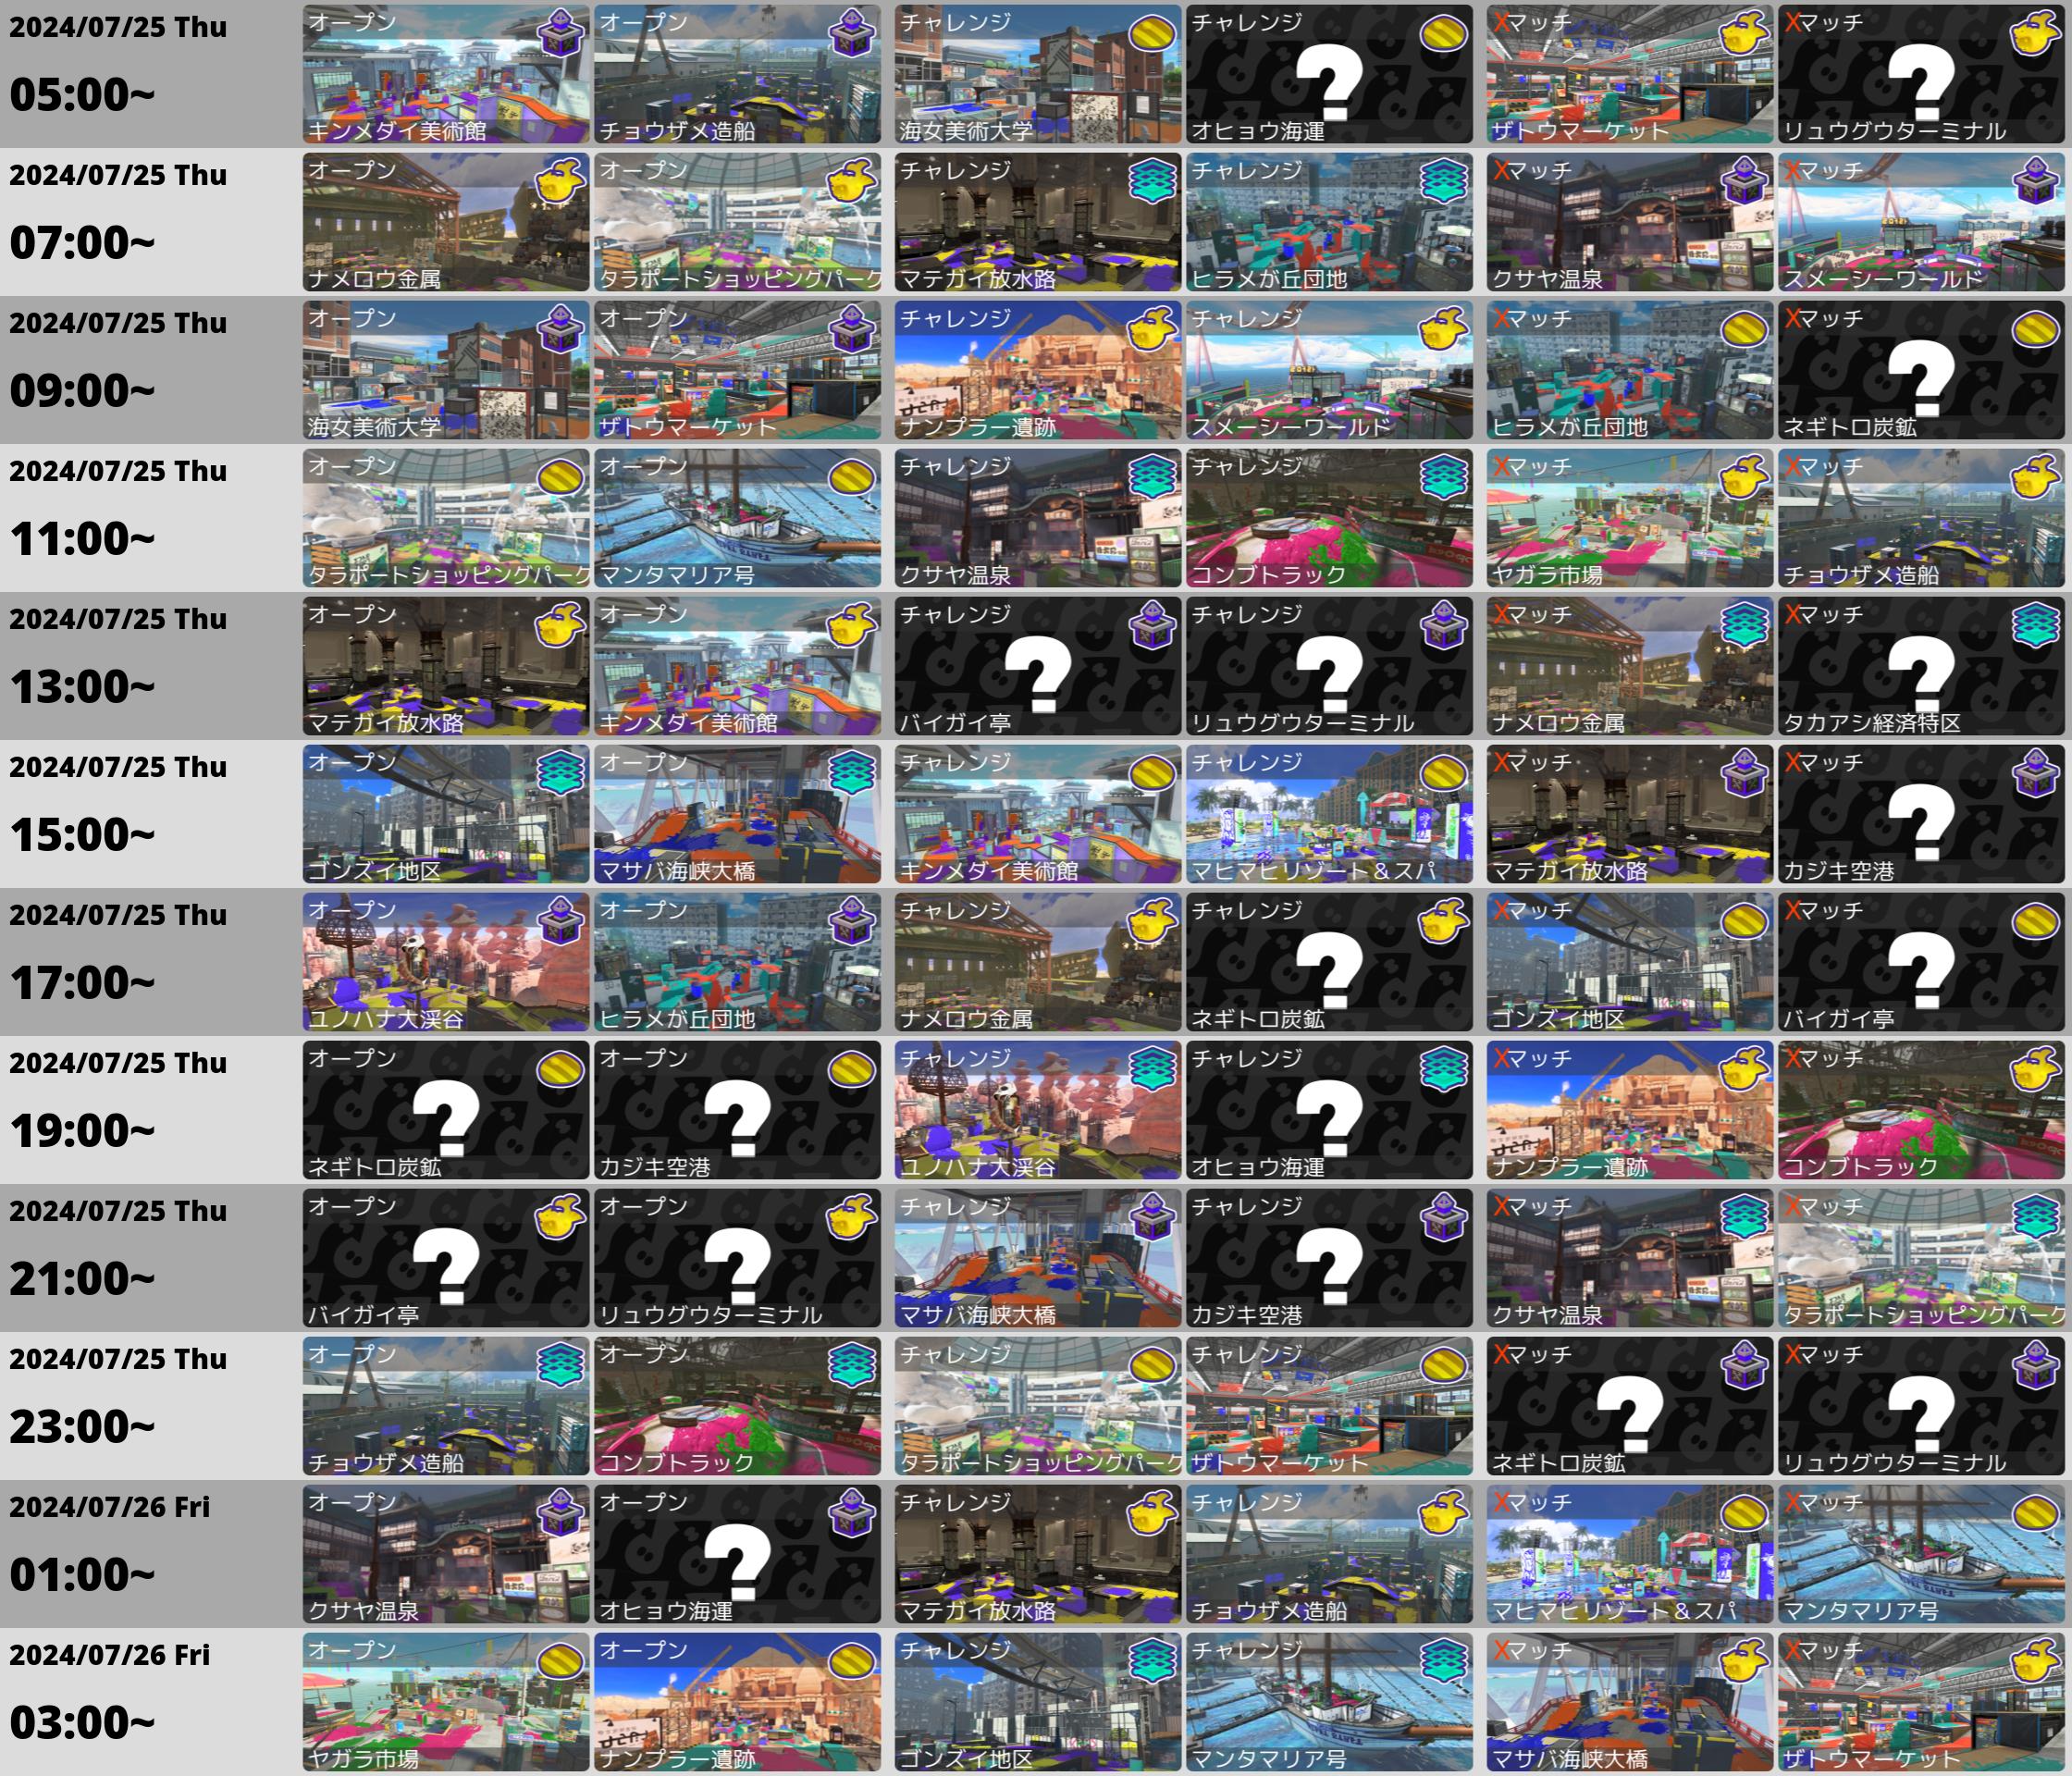 2024/07/25 Thu
05:00~
オープン
キンメダイ美術館
オープン
チョウザメ造船
チャレンジ
海女美術大学
チャレンジ
オヒョウ海運
Xマッチ
ザトウマーケット
Xマッチ
リュウグウターミナル
2024/07/25 Thu
07:00~
オープン
ナメロウ金属
オープン
タラポートショッピングパーク
チャレンジ
マテガイ放水路
チャレンジ
ヒラメが丘団地
Xマッチ
クサヤ温泉
Xマッチ
スメーシーワールド
2024/07/25 Thu
09:00~
オープン
海女美術大学
オープン
ザトウマーケット
チャレンジ
ナンプラー遺跡
チャレンジ
スメーシーワールド
Xマッチ
ヒラメが丘団地
Xマッチ
ネギトロ炭鉱
2024/07/25 Thu
11:00~
オープン
タラポートショッピングパーク
オープン
マンタマリア号
チャレンジ
クサヤ温泉
チャレンジ
コンブトラック
Xマッチ
ヤガラ市場
Xマッチ
チョウザメ造船
2024/07/25 Thu
13:00~
オープン
マテガイ放水路
オープン
キンメダイ美術館
チャレンジ
バイガイ亭
チャレンジ
リュウグウターミナル
Xマッチ
ナメロウ金属
Xマッチ
タカアシ経済特区
2024/07/25 Thu
15:00~
オープン
ゴンズイ地区
オープン
マサバ海峡大橋
チャレンジ
キンメダイ美術館
チャレンジ
マヒマヒリゾート&スパ
Xマッチ
マテガイ放水路
Xマッチ
カジキ空港
2024/07/25 Thu
17:00~
オープン
ユノハナ大渓谷
オープン
ヒラメが丘団地
チャレンジ
ナメロウ金属
チャレンジ
ネギトロ炭鉱
Xマッチ
ゴンズイ地区
Xマッチ
バイガイ亭
2024/07/25 Thu
19:00~
オープン
ネギトロ炭鉱
オープン
カジキ空港
チャレンジ
ユノハナ大渓谷
チャレンジ
オヒョウ海運
Xマッチ
ナンプラー遺跡
Xマッチ
コンブトラック
2024/07/25 Thu
21:00~
オープン
バイガイ亭
オープン
リュウグウターミナル
チャレンジ
マサバ海峡大橋
チャレンジ
カジキ空港
Xマッチ
クサヤ温泉
Xマッチ
タラポートショッピングパーク
2024/07/25 Thu
23:00~
オープン
チョウザメ造船
オープン
コンブトラック
チャレンジ
タラポートショッピングパーク
チャレンジ
ザトウマーケット
Xマッチ
ネギトロ炭鉱
Xマッチ
リュウグウターミナル
2024/07/26 Fri
01:00~
オープン
クサヤ温泉
オープン
オヒョウ海運
チャレンジ
マテガイ放水路
チャレンジ
チョウザメ造船
Xマッチ
マヒマヒリゾート&スパ
Xマッチ
マンタマリア号
2024/07/26 Fri
03:00~
オープン
ヤガラ市場
オープン
ナンプラー遺跡
チャレンジ
ゴンズイ地区
チャレンジ
マンタマリア号
Xマッチ
マサバ海峡大橋
Xマッチ
ザトウマーケット